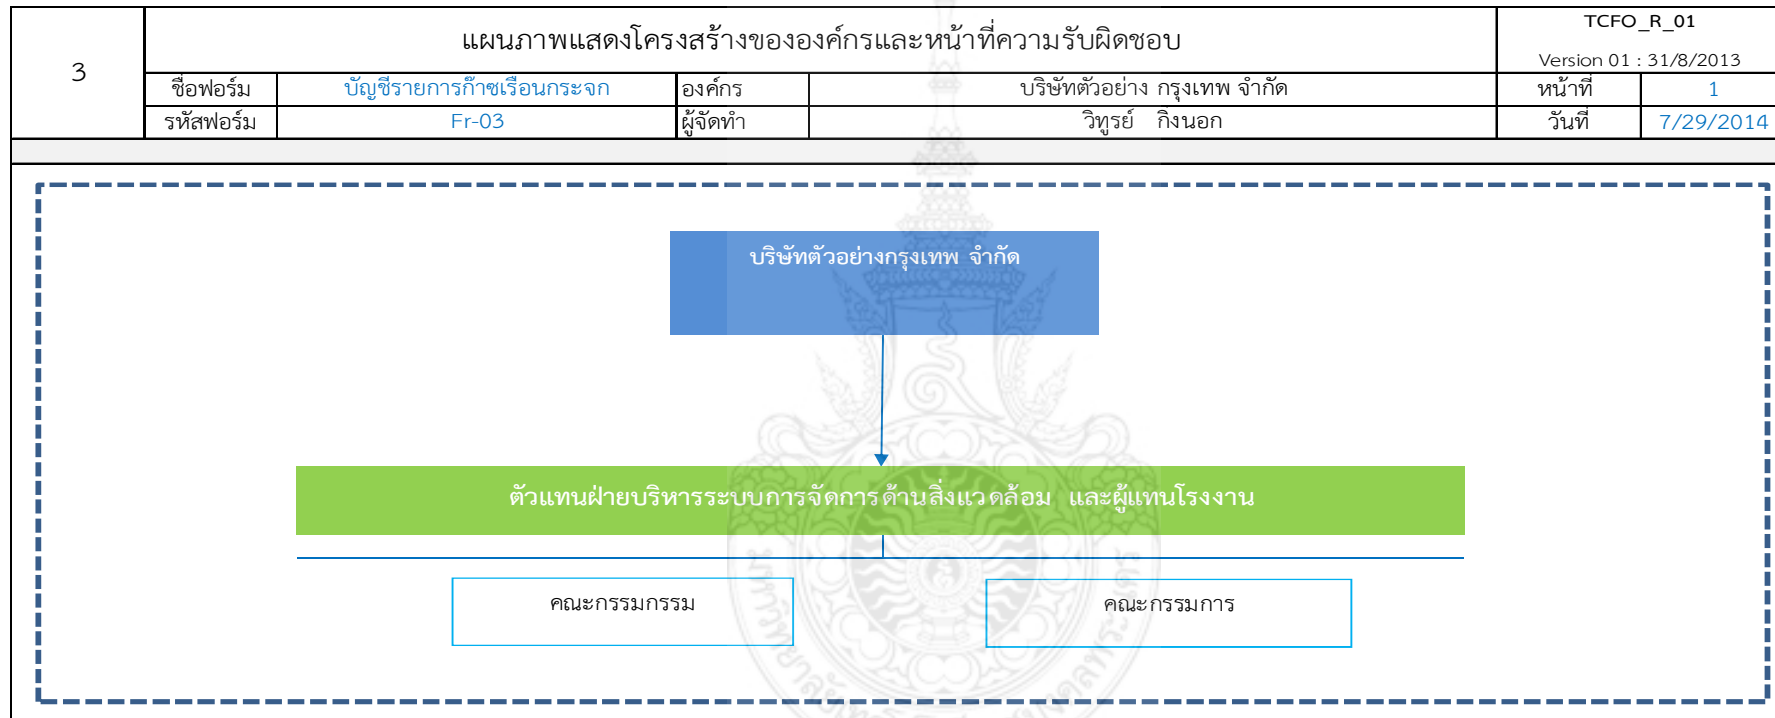 3
แผนภาพแสดงโครงสร้างขององค์กรและหน้าที่ความรับผิดชอบ
TCFO_R_01
Version 01 : 31/8/2013
ชื่อฟอร์ม บัญชีรายการก๊าซเรือนกระจก องค์กร บริษัทตัวอย่าง กรุงเทพ จำกัด หน้าที่ 1
รหัสฟอร์ม Fr-03 ผู้จัดทำ วิทูรย์ กิ่งนอก วันที่ 7/29/2014
บริษัทตัวอย่างกรุงเทพ จำกัด
ตัวแทนฝ่ายบริหารระบบการจัดการด้านสิ่งแวดล้อม และผู้แทนโรงงาน
คณะกรรมกรรม คณะกรรมการ